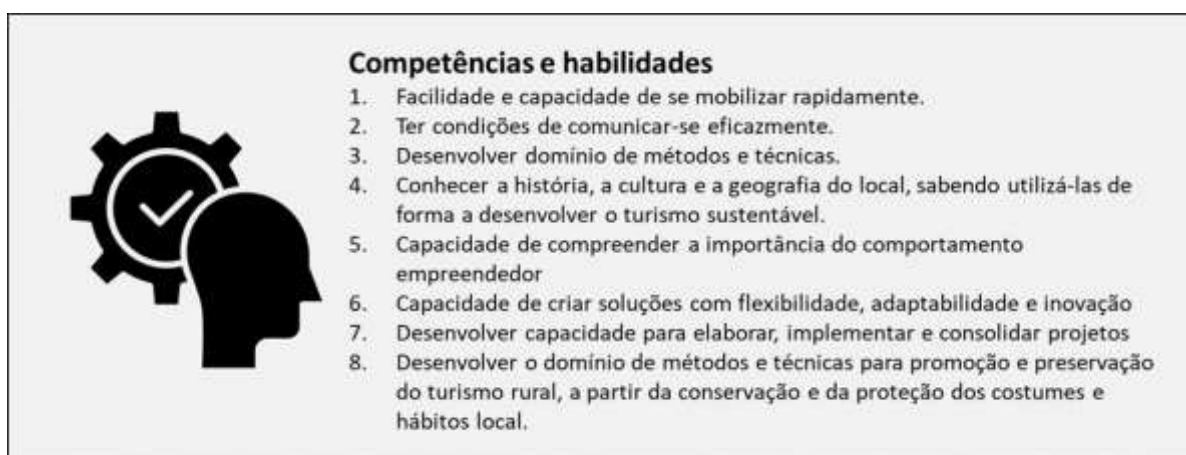 Competências e habilidades
1. Facilidade e capacidade de se mobilizar rapidamente.
2. Ter condições de comunicar-se eficazmente.
3. Desenvolver domínio de métodos e técnicas.
4. Conhecer a história, a cultura e a geografia do local, sabendo utilizá-las de
forma a desenvolver o turismo sustentável.
5. Capacidade de compreender a importância do comportamento
empreendedor
6. Capacidade de criar soluções com flexibilidade, adaptabilidade e inovação
7. Desenvolver capacidade para elaborar, implementar e consolidar projetos
8. Desenvolver o domínio de métodos e técnicas para promoção e preservação
do turismo rural, a partir da conservação e da proteção dos costumes e
hábitos local.